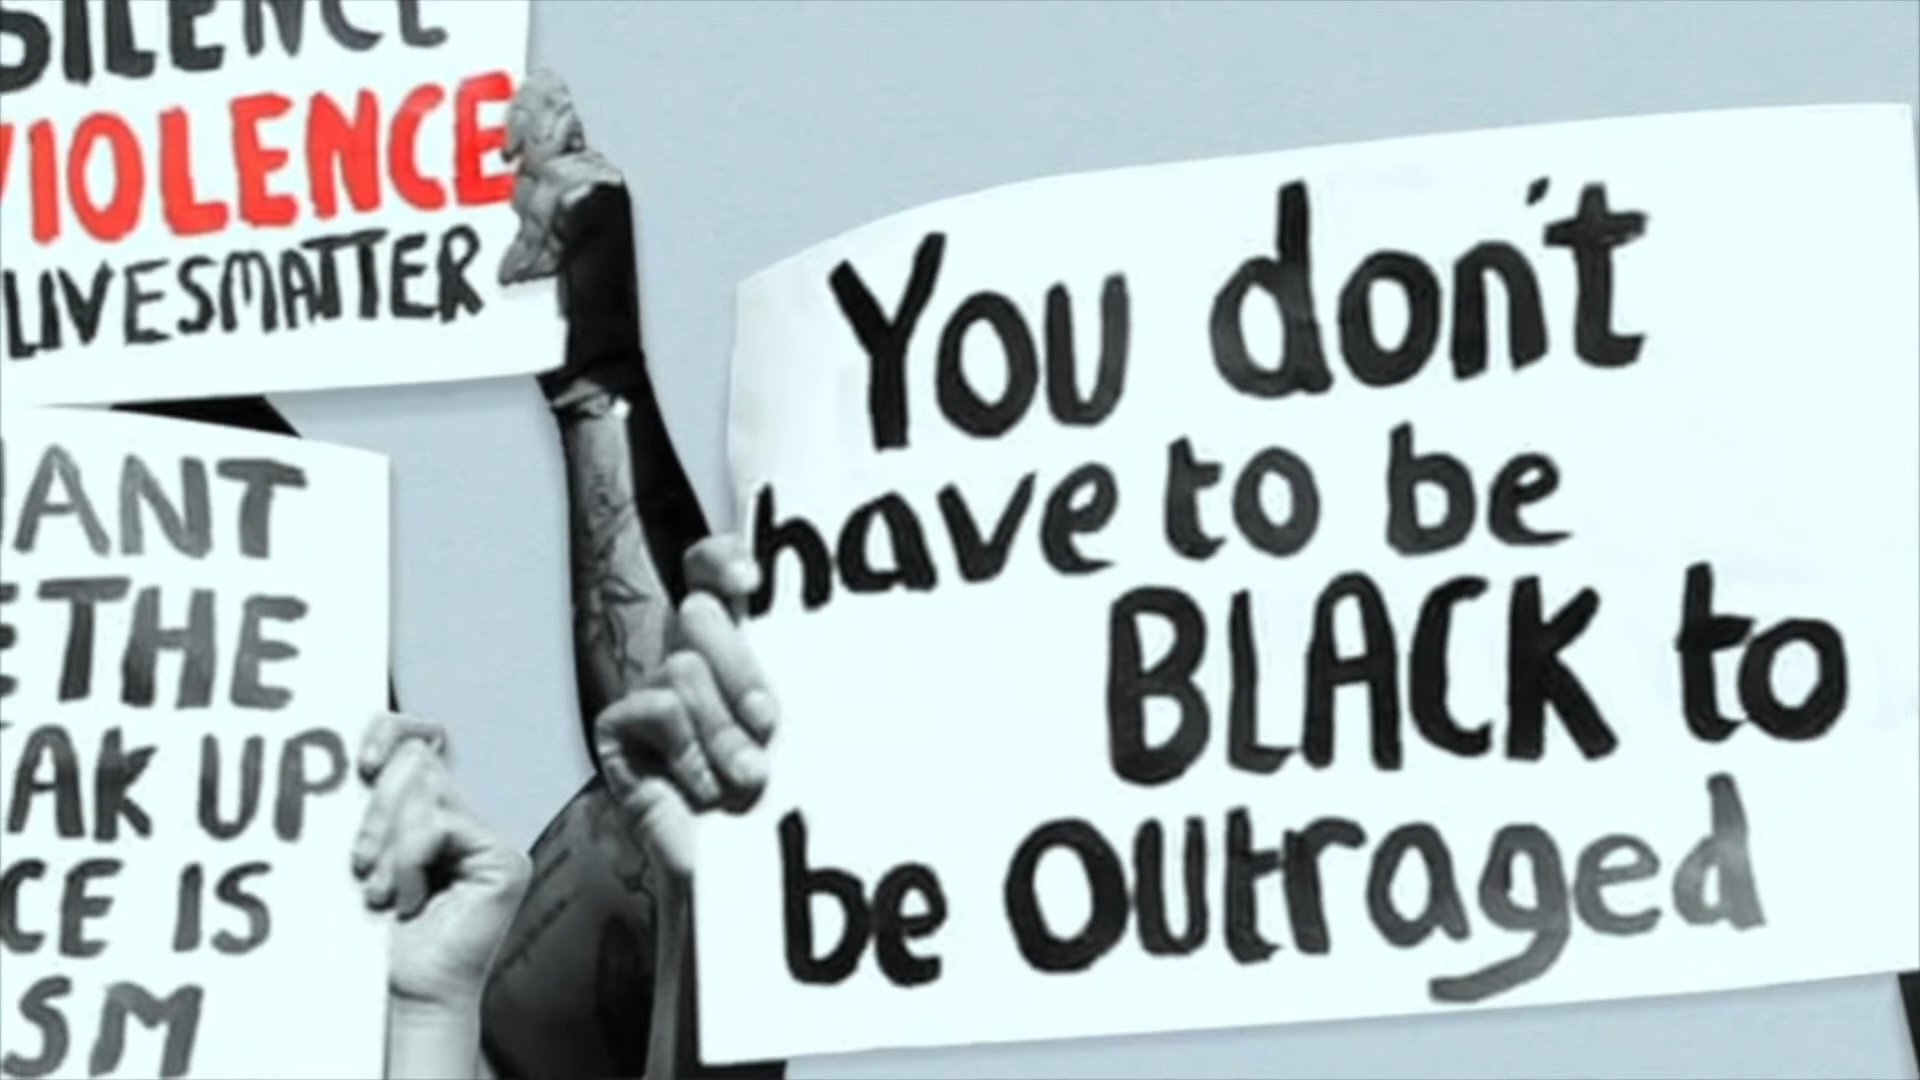 SILENCE
VIOLENCE
LIVESMATTER
ANT
THE
AK UP
CE IS
SM
You don't
have to be
BLACK to
be outraged